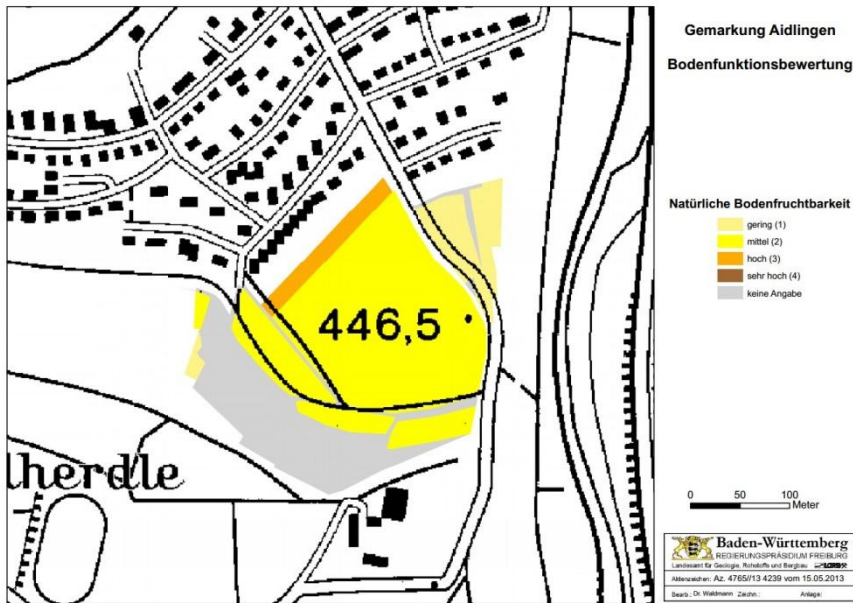 Gemarkung Aidlingen
Bodenfunktionsbewertung
Natürliche Bodenfruchtbarkeit
gering (1)
mittel (2)
hoch (3)
sehr hoch (4)
keine Angabe
446,5
lherdle
0 50 100
Meter
Baden-Württemberg
REGIERUNGSPRÄSIDIUM FREIBURG
Landesamt für Geologie, Rohstoffe und Bergbau LGRB
Aktenzeichen: Az. 4765//13 4239 vom 15.05.2013
Bearb.: Dr. Waldmann Zeichn.: Anlage: